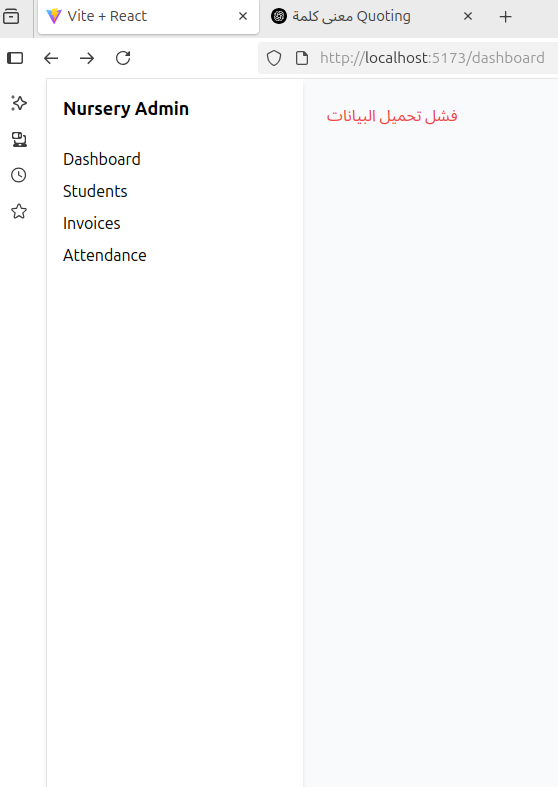 Vite + React
معنى كلمة Quoting
http://localhost:5173/dashboard
Nursery Admin
Dashboard
Students
Invoices
Attendance
فشل تحميل البيانات